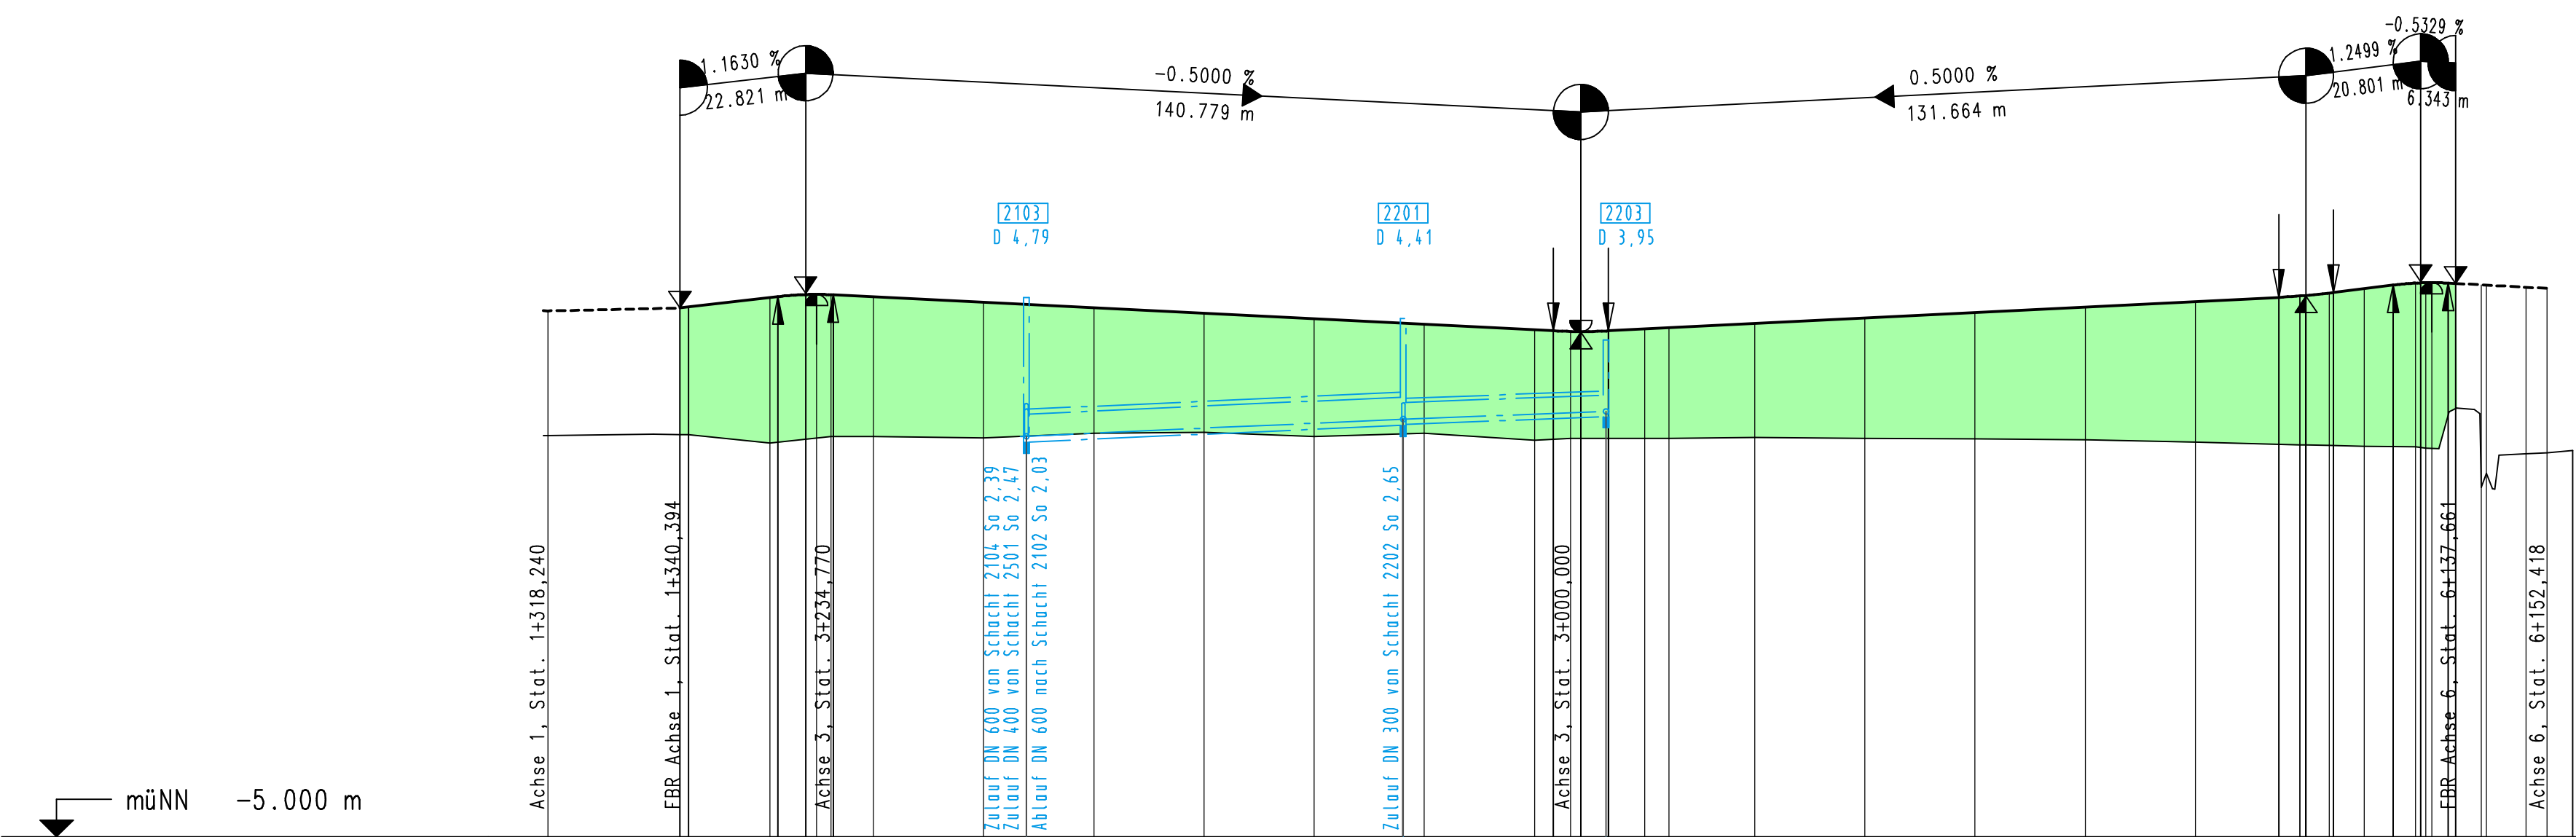 -0.5329 %
1.1630 %
22.821 m
-0.5000 %
140.779 m
0.5000 %
131.664 m
1.2499 %
20.801 m
6.343 m
2103
D 4,79
2201
D 4,41
2203
D 3,95
Achse 1, Stat. 1+318,240
FBR Achse 1, Stat. 1+340,394
Achse 3, Stat. 3+234,770
Zulauf DN 600 von Schacht 2104 So 2,39
Zulauf DN 400 von Schacht 2501 So 2,47
Ablauf DN 600 nach Schacht 2102 So 2,03
Zulauf DN 300 von Schacht 2202 So 2,65
Achse 3, Stat. 3+000,000
FBR Achse 6, Stat. 6+137,661
Achse 6, Stat. 6+152,418
müNN -5.000 m